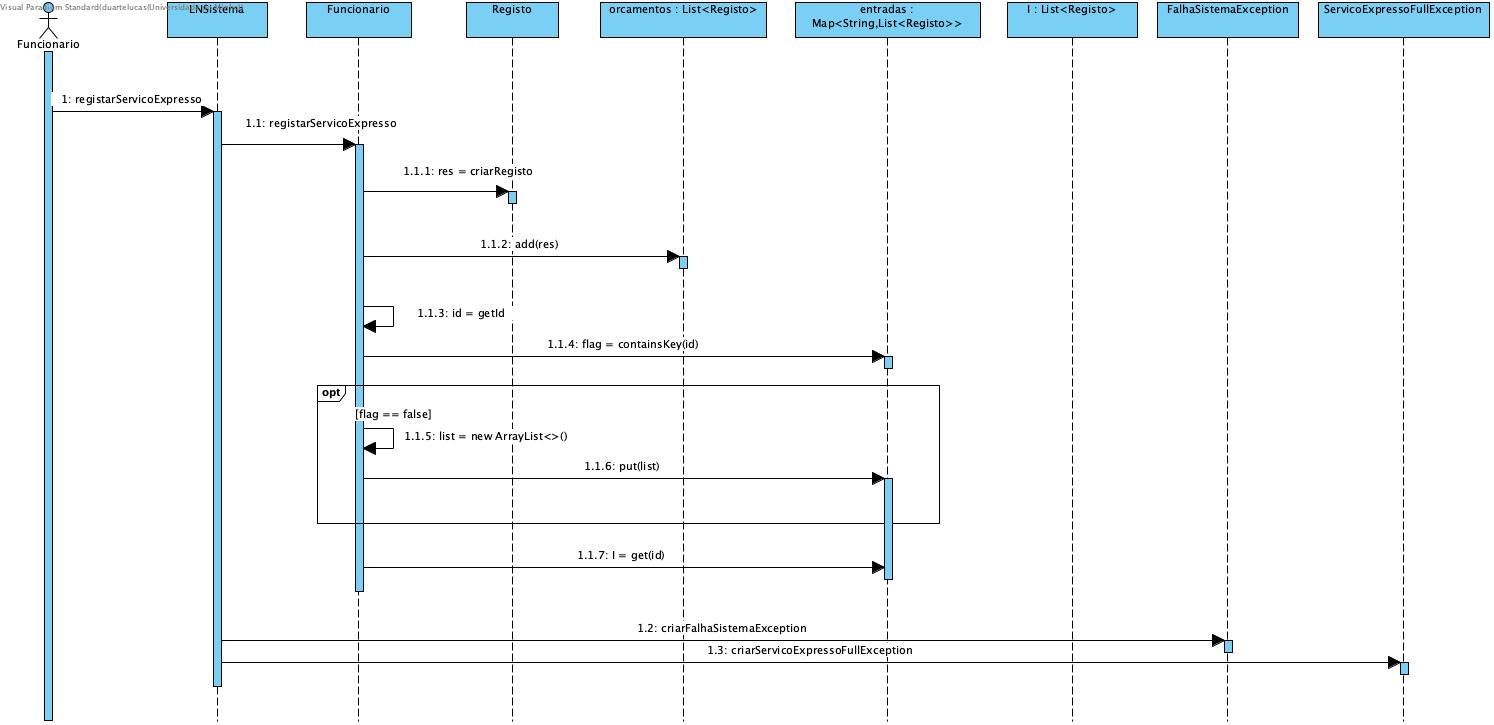 Visual Paradigm Standard(duartelucas(Universidade
LNSistema
Funcionario
Registo
orcamentos : List<Registo>
entradas :
Map<String,List<Registo>>
l : List<Registo>
FalhaSistemaException
ServicoExpressoFullException
Funcionario
1: registarServicoExpresso
1.1: registarServicoExpresso
1.1.1: res = criarRegisto
1.1.2: add(res)
1.1.3: id = getId
1.1.4: flag = containsKey(id)
opt
[flag == false]
1.1.5: list = new ArrayList<>()
1.1.6: put(list)
1.1.7: l = get(id)
1.2: criarFalhaSistemaException
1.3: criarServicoExpressoFullException